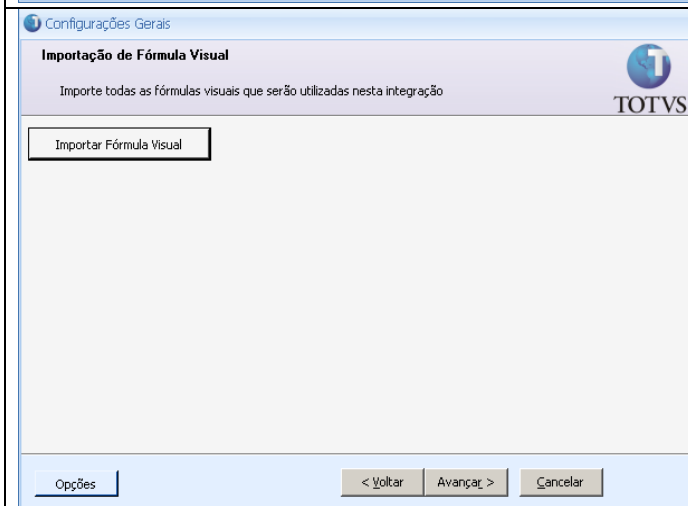 Configurações Gerais
Importação de Fórmula Visual
Importe todas as fórmulas visuais que serão utilizadas nesta integração
TOTVS
Importar Fórmula Visual
Opções
< Voltar
Avançar >
Cancelar